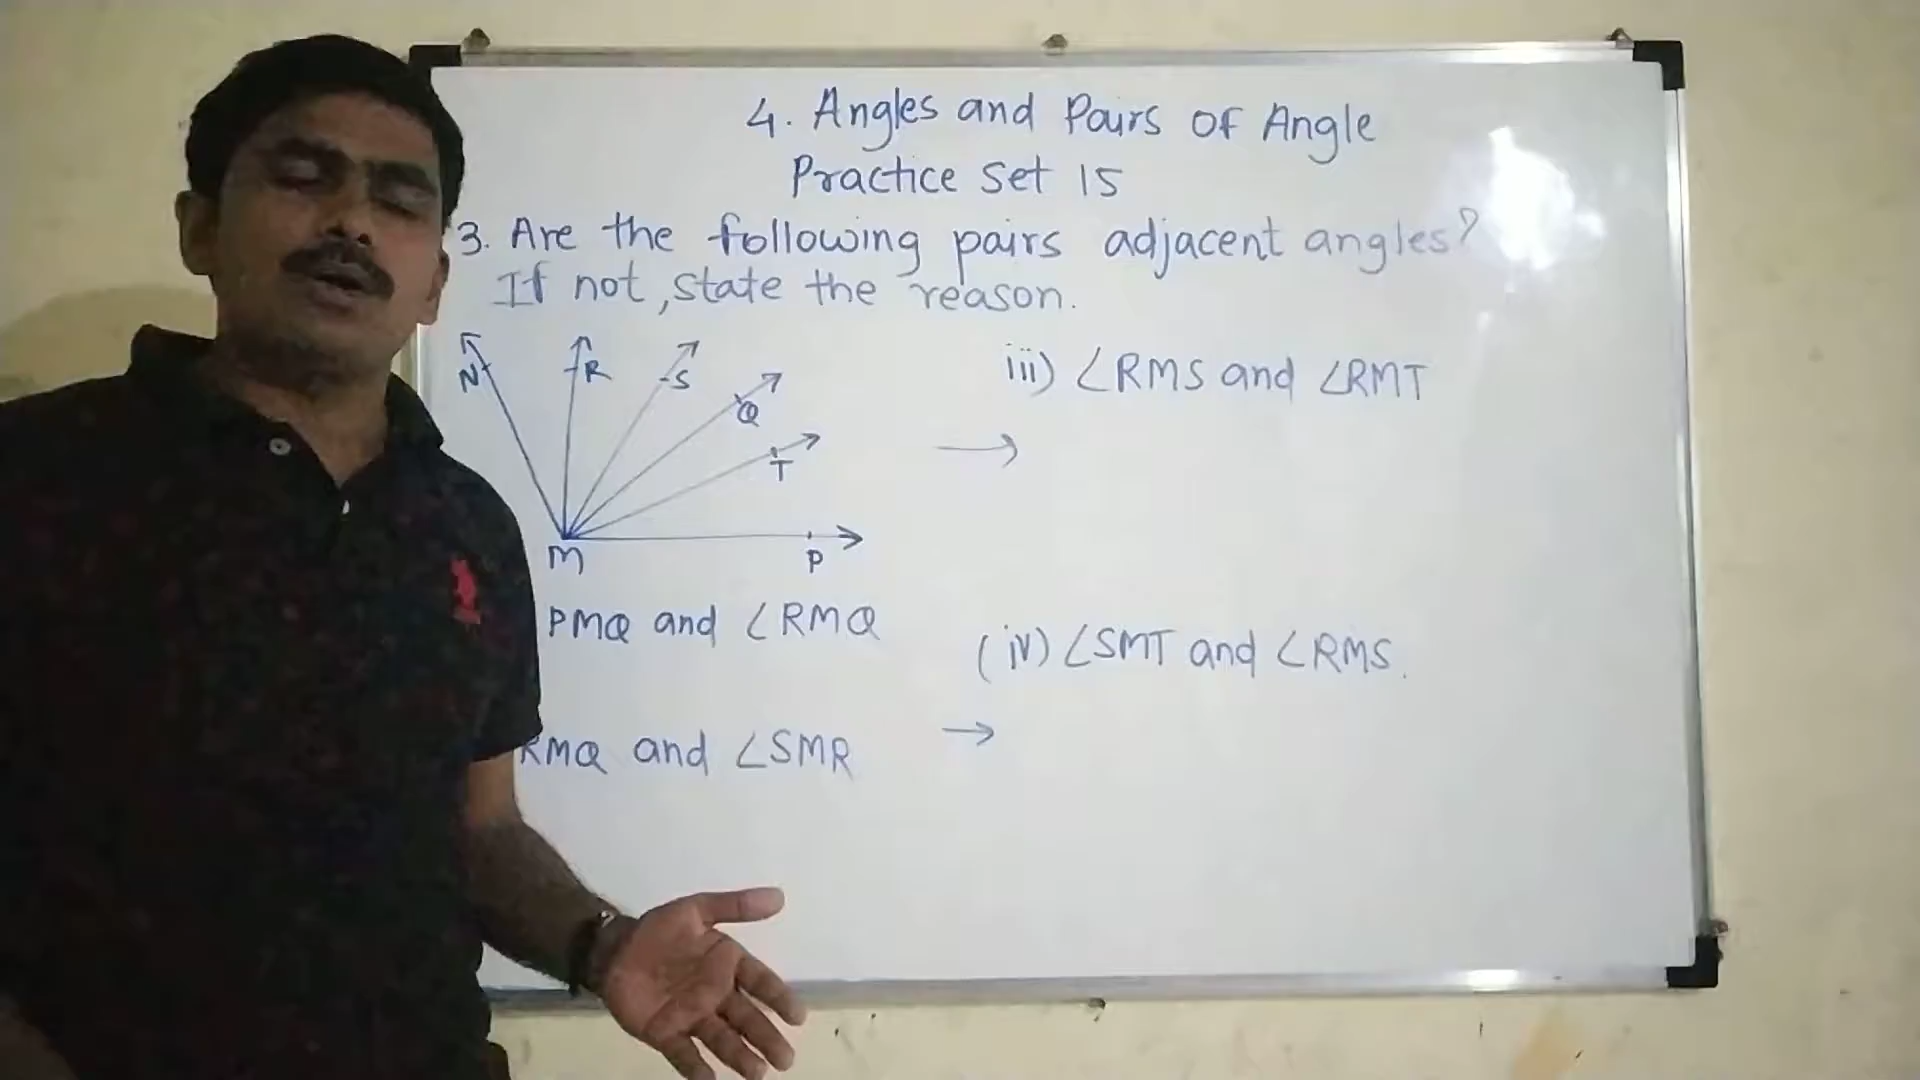 4. Angles and Pairs of Angle
Practice Set 15
3. Are the following pairs adjacent angles?
If not, state the reason.
N R S Q T M P
PMQ and ∠RMQ
RMQ and ∠SMR
iii) ∠RMS and ∠RMT
→
(iv) ∠SMT and ∠RMS.
→